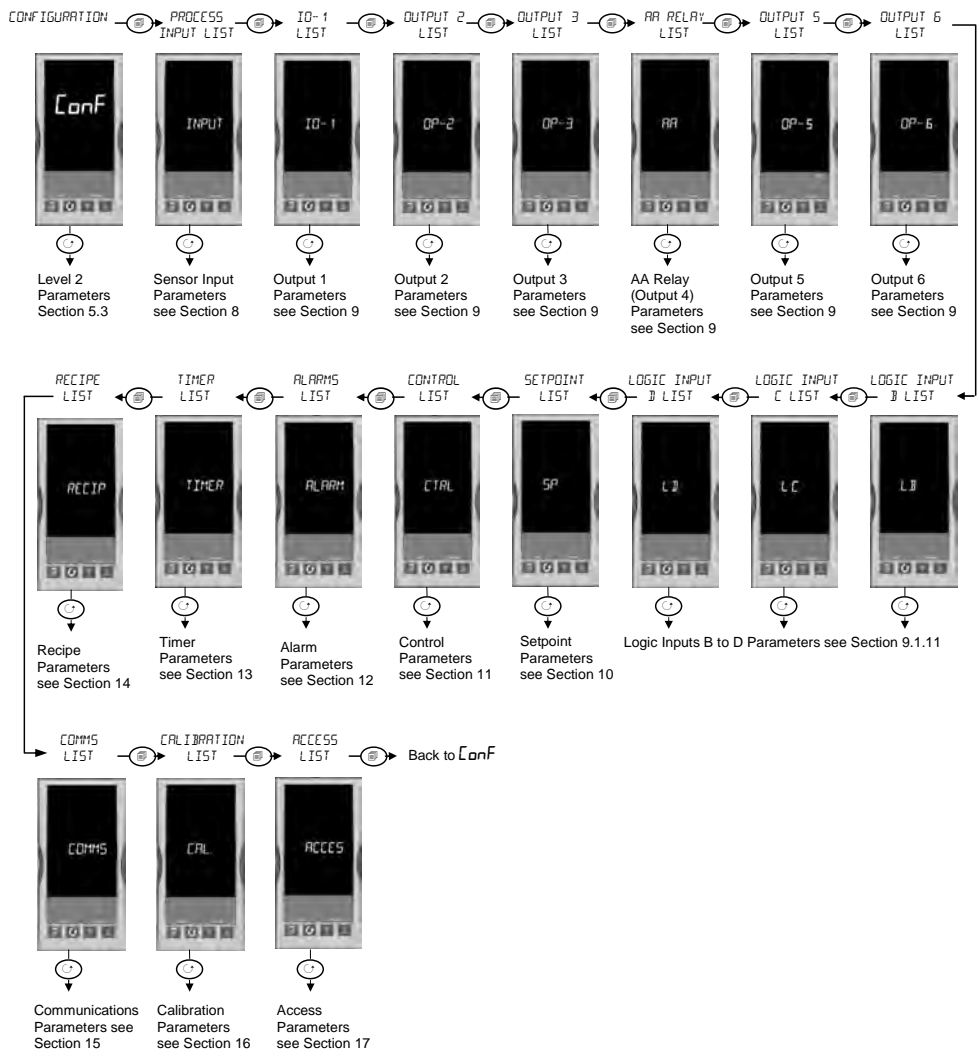 CONFIGURATION
PROCESS
INPUT LIST
IO-1
LIST
OUTPUT 2
LIST
OUTPUT 3
LIST
AA RELAY
LIST
OUTPUT 5
LIST
OUTPUT 6
LIST
ConF
INPUT
IO-1
OP-2
OP-3
AA
OP-5
OP-6
Level 2
Parameters
Section 5.3
Sensor Input
Parameters
see Section 8
Output 1
Parameters
see Section 9
Output 2
Parameters
see Section 9
Output 3
Parameters
see Section 9
AA Relay
(Output 4)
Parameters
see Section 9
Output 5
Parameters
see Section 9
Output 6
Parameters
see Section 9
RECIPE
LIST
TIMER
LIST
ALARMS
LIST
CONTROL
LIST
SETPOINT
LIST
LOGIC INPUT
D LIST
LOGIC INPUT
C LIST
LOGIC INPUT
B LIST
RECIP
TIMER
ALARM
CTRL
SP
LD
LC
LB
Recipe
Parameters
see Section 14
Timer
Parameters
see Section 13
Alarm
Parameters
see Section 12
Control
Parameters
see Section 11
Setpoint
Parameters
see Section 10
Logic Inputs B to D Parameters see Section 9.1.11
COMMS
LIST
CALIBRATION
LIST
ACCESS
LIST
Back to ConF
COMMS
CAL
ACCES
Communications
Parameters see
Section 15
Calibration
Parameters
see Section 16
Access
Parameters
see Section 17